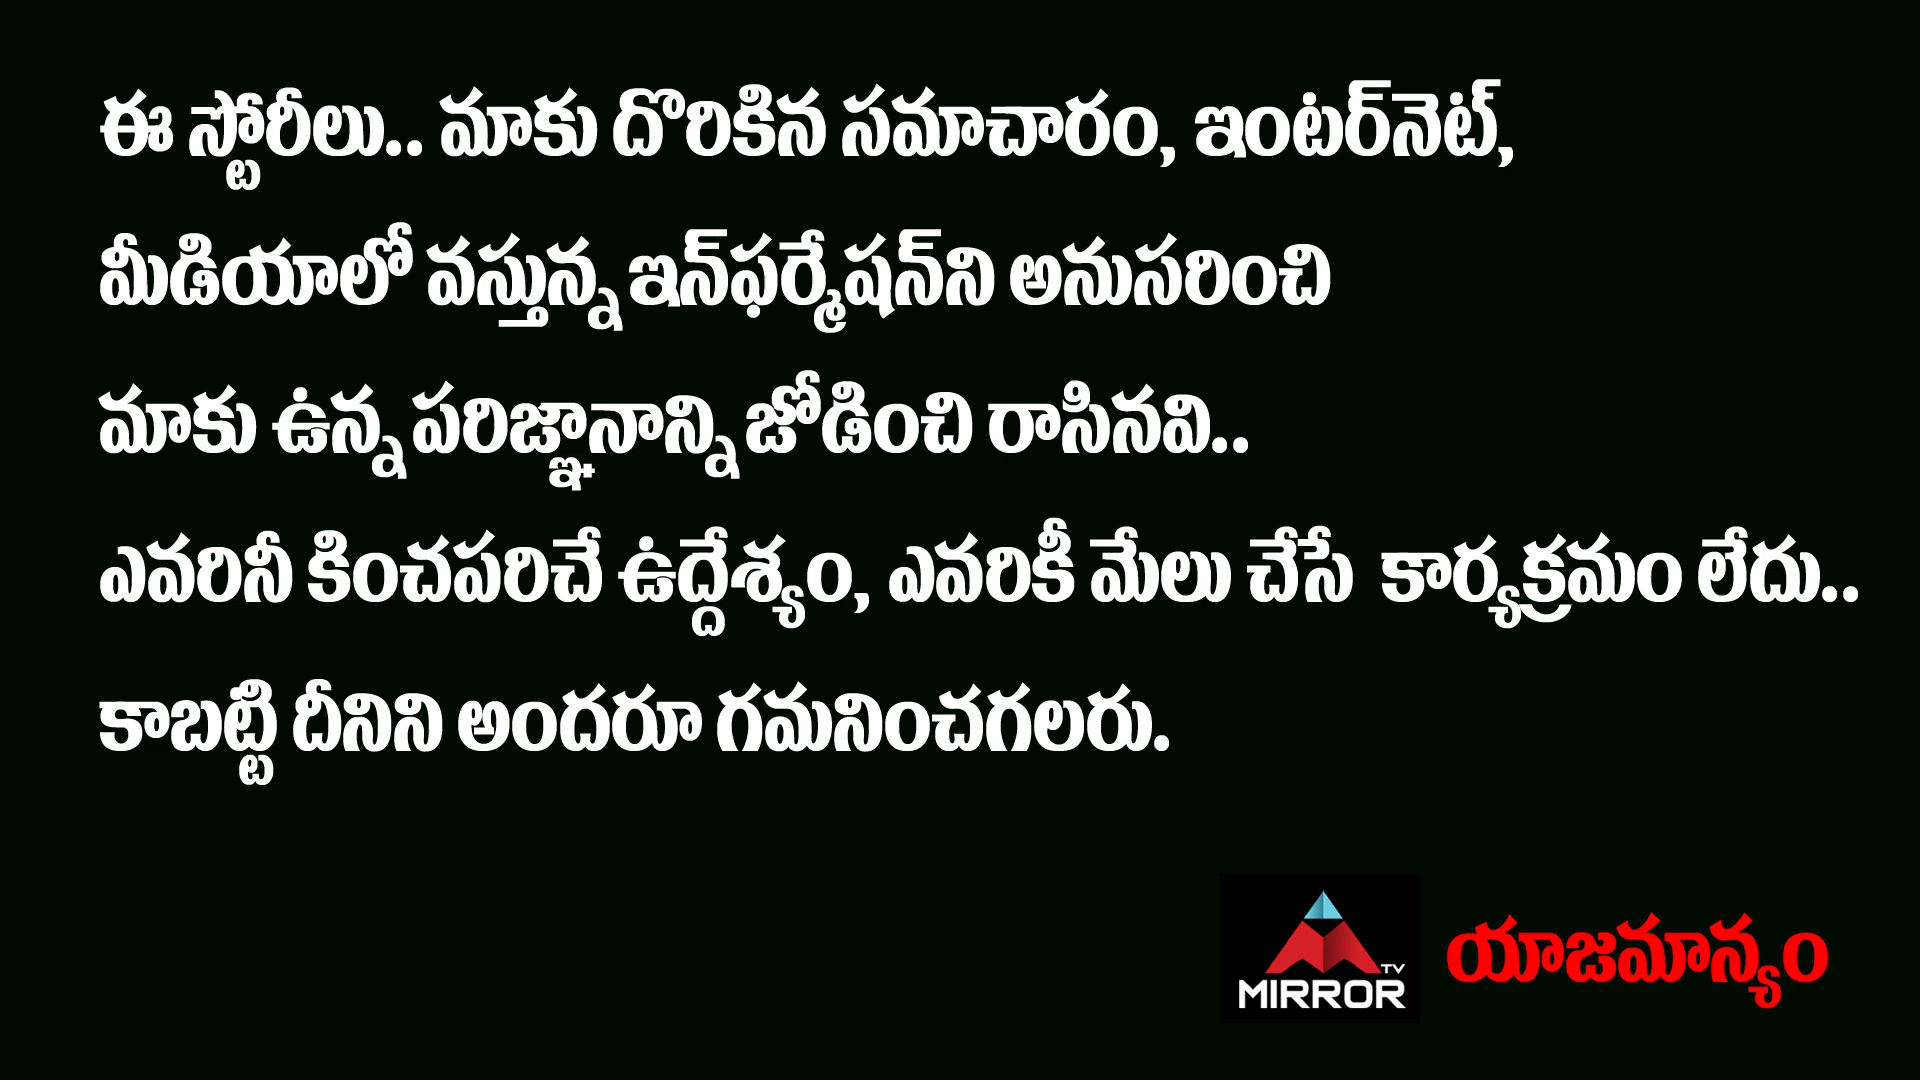 ఈ స్టోరీలు.. మాకు దొరికిన సమాచారం, ఇంటర్‌నెట్,
మీడియాలో వస్తున్న ఇన్‌ఫర్మేషన్‌ని అనుసరించి
మాకు ఉన్న పరిజ్ఞానాన్ని జోడించి రాసినవి..
ఎవరినీ కించపరిచే ఉద్దేశ్యం, ఎవరికీ మేలు చేసే కార్యక్రమం లేదు..
కాబట్టి దీనిని అందరూ గమనించగలరు.
TV
MIRROR
యాజమాన్యం